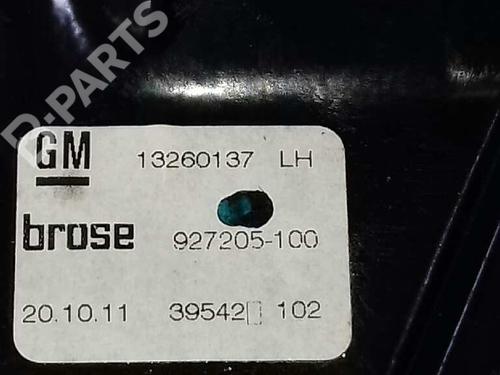 D-PARTS
GM 13260137 LH
brose 927205-100
20.10.11 39542 102